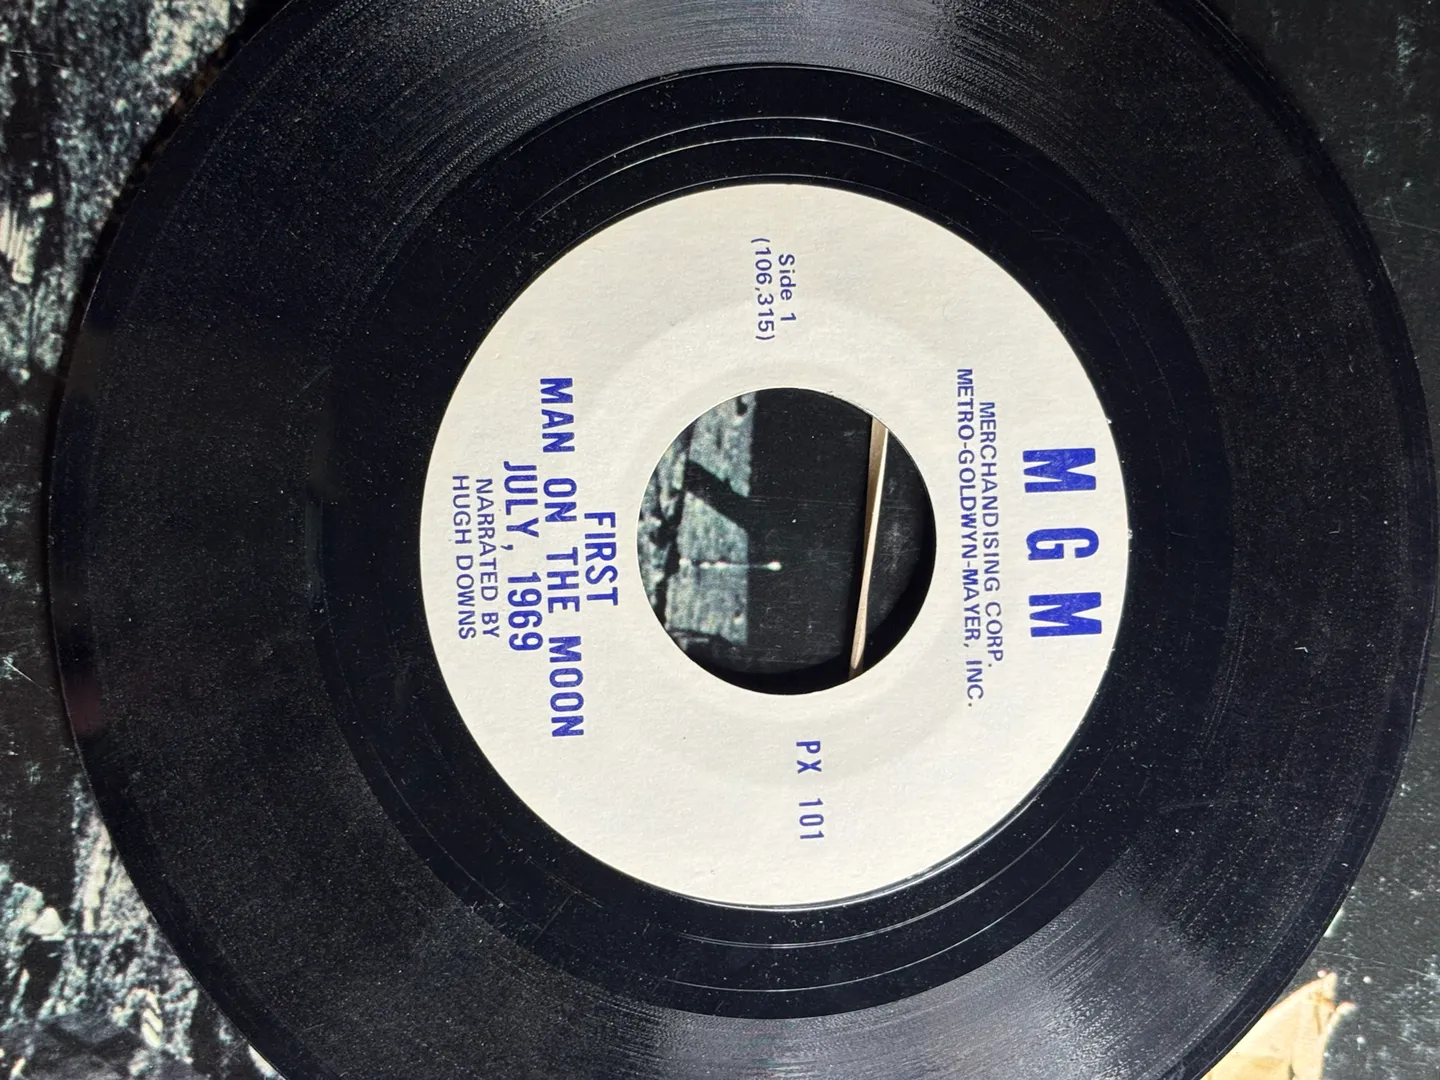 M G M
MERCHANDISING CORP.
METRO-GOLDWYN-MAYER, INC.
Side 1
(106,315)
PX 101
FIRST
MAN ON THE MOON
JULY, 1969
NARRATED BY
HUGH DOWNS